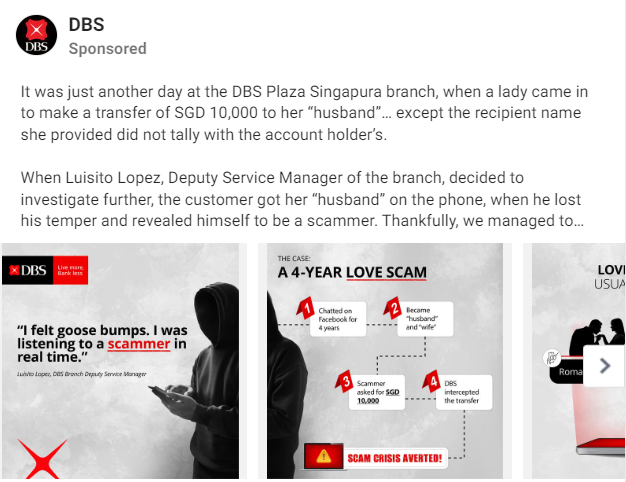 DBS
Sponsored
DBS
It was just another day at the DBS Plaza Singapura branch, when a lady came in
to make a transfer of SGD 10,000 to her “husband”... except the recipient name
she provided did not tally with the account holder’s.
When Luisito Lopez, Deputy Service Manager of the branch, decided to
investigate further, the customer got her “husband” on the phone, when he lost
his temper and revealed himself to be a scammer. Thankfully, we managed to...
DBS
Live more,
Bank less
“I felt goose bumps. I was
listening to a scammer in
real time.”
Luisito Lopez, DBS Branch Deputy Service Manager
THE CASE:
A 4-YEAR LOVE SCAM
1
Chatted on
Facebook for
4 years
2
Became
“husband”
and “wife”
3
Scammer
asked for SGD
10,000
4
DBS
intercepted
the transfer
SCAM CRISIS AVERTED!
LOV
USUA
Roma